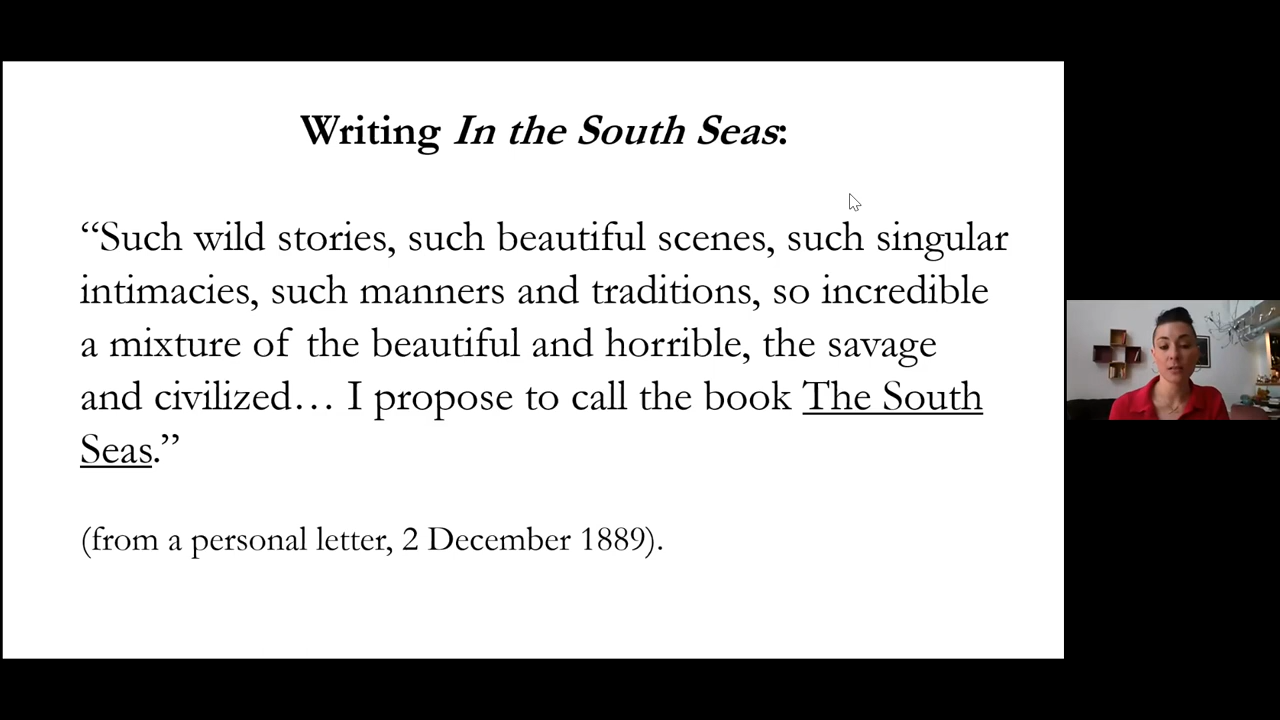 Writing In the South Seas:
“Such wild stories, such beautiful scenes, such singular
intimacies, such manners and traditions, so incredible
a mixture of the beautiful and horrible, the savage
and civilized… I propose to call the book The South
Seas.”
(from a personal letter, 2 December 1889).